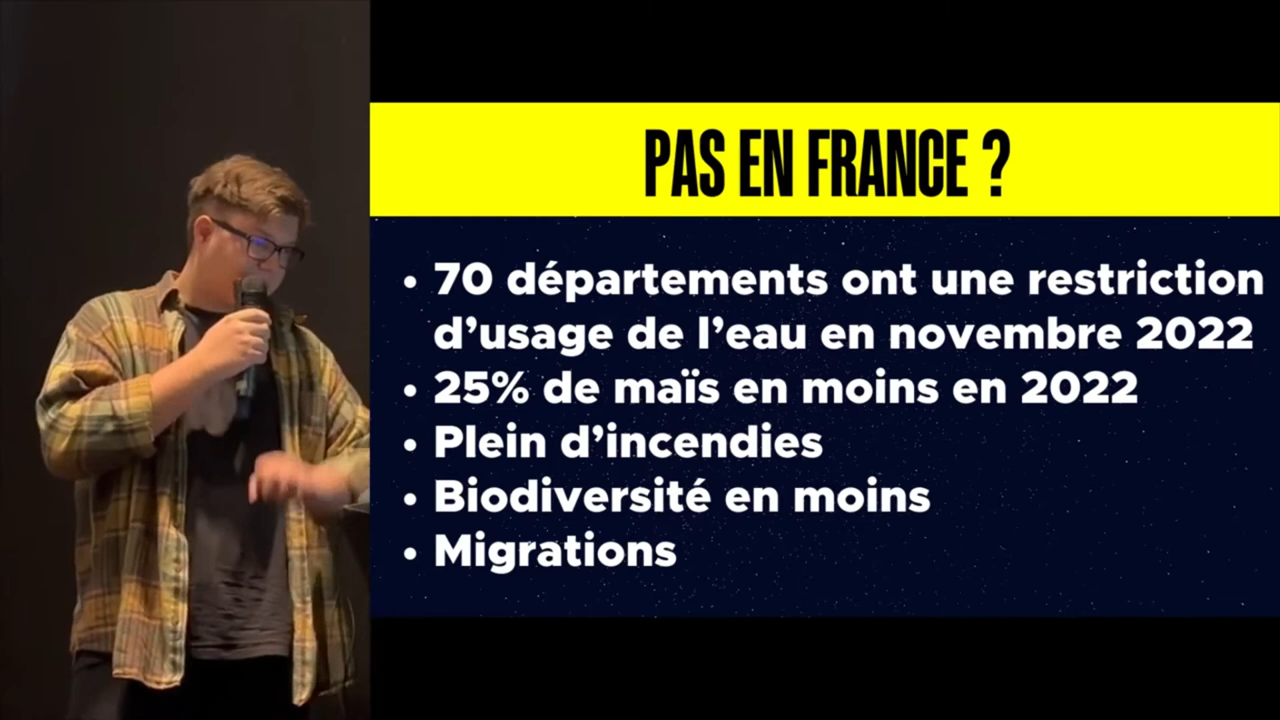 PAS EN FRANCE ?
• 70 départements ont une restriction
d’usage de l’eau en novembre 2022
• 25% de maïs en moins en 2022
• Plein d’incendies
• Biodiversité en moins
• Migrations